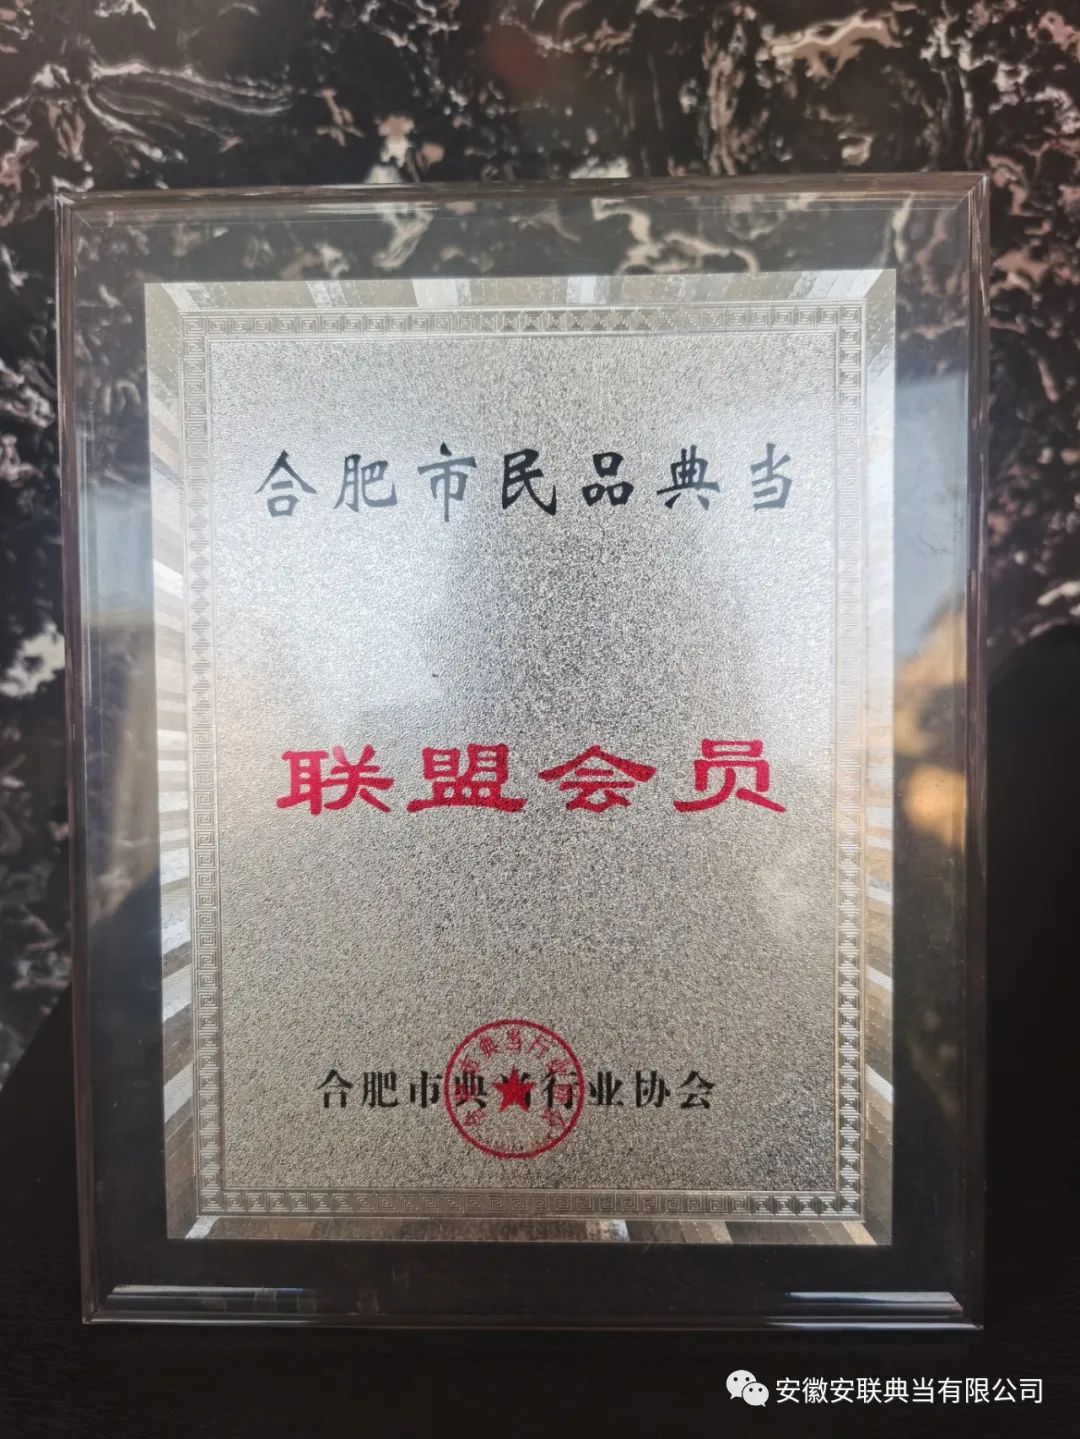 合肥市民品典当
联盟会员
合肥市典当行业协会
安徽安联典当有限公司